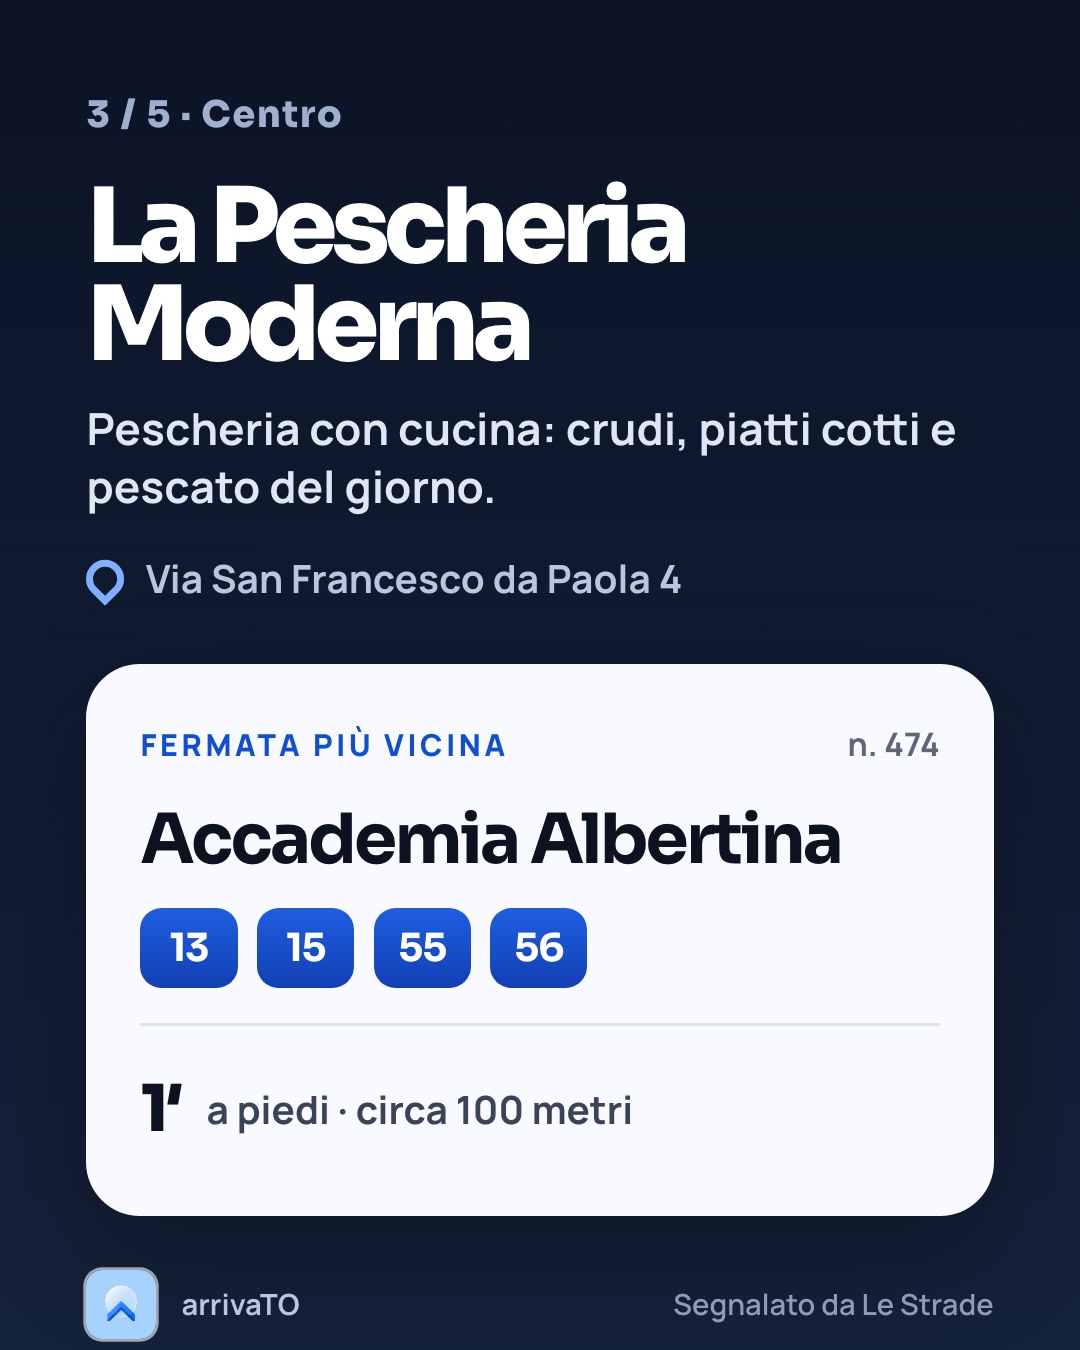 3 / 5 · Centro
La Pescheria
Moderna
Pescheria con cucina: crudi, piatti cotti e
pescato del giorno.
Via San Francesco da Paola 4
FERMATA PIÙ VICINA n. 474
Accademia Albertina
13 15 55 56
1′ a piedi · circa 100 metri
arrivaTO Segnalato da Le Strade